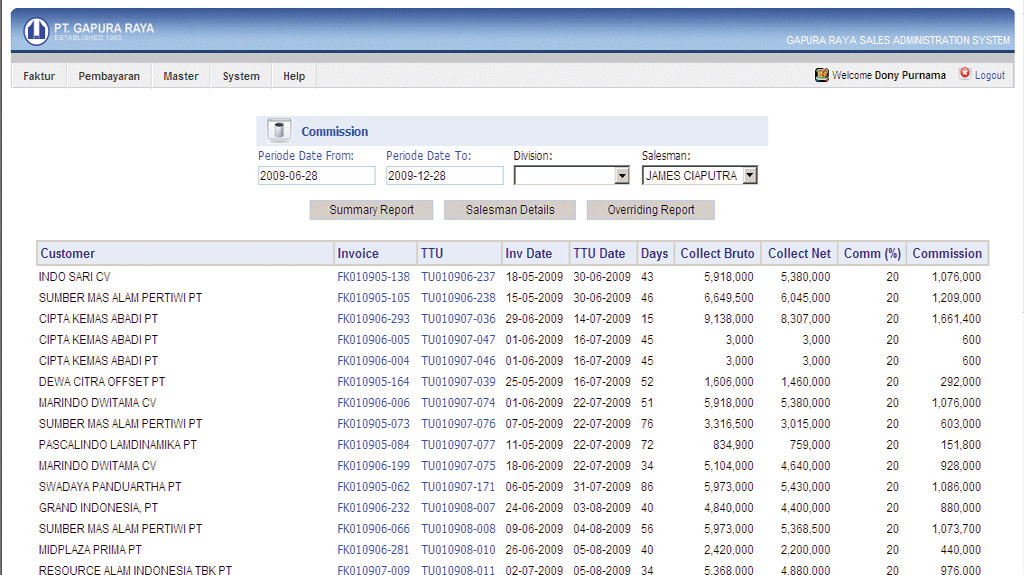 PT. GAPURA RAYA
ESTABLISHED 1965
GAPURA RAYA SALES ADMINISTRATION SYSTEM
Faktur Pembayaran Master System Help Welcome Dony Purnama Logout
Commission
Periode Date From: Periode Date To: Division: Salesman:
2009-06-28 2009-12-28 JAMES CIAPUTRA
Summary Report Salesman Details Overriding Report
Customer Invoice TTU Inv Date TTU Date Days Collect Bruto Collect Net Comm (%) Commission
INDO SARI CV FK010905-138 TU010906-237 18-05-2009 30-06-2009 43 5,918,000 5,380,000 20 1,076,000
SUMBER MAS ALAM PERTIWI PT FK010905-105 TU010906-238 15-05-2009 30-06-2009 46 6,649,500 6,045,000 20 1,209,000
CIPTA KEMAS ABADI PT FK010906-293 TU010907-036 29-06-2009 14-07-2009 15 9,138,000 8,307,000 20 1,661,400
CIPTA KEMAS ABADI PT FK010906-005 TU010907-047 01-06-2009 16-07-2009 45 3,000 3,000 20 600
CIPTA KEMAS ABADI PT FK010906-004 TU010907-046 01-06-2009 16-07-2009 45 3,000 3,000 20 600
DEWA CITRA OFFSET PT FK010905-164 TU010907-039 25-05-2009 16-07-2009 52 1,606,000 1,460,000 20 292,000
MARINDO DWITAMA CV FK010906-006 TU010907-074 01-06-2009 22-07-2009 51 5,918,000 5,380,000 20 1,076,000
SUMBER MAS ALAM PERTIWI PT FK010905-073 TU010907-076 07-05-2009 22-07-2009 76 3,316,500 3,015,000 20 603,000
PASCALINDO LAMDINAMIKA PT FK010905-084 TU010907-077 11-05-2009 22-07-2009 72 834,900 759,000 20 151,800
MARINDO DWITAMA CV FK010906-199 TU010907-075 18-06-2009 22-07-2009 34 5,104,000 4,640,000 20 928,000
SWADAYA PANDUARTHA PT FK010905-062 TU010907-171 06-05-2009 31-07-2009 86 5,973,000 5,430,000 20 1,086,000
GRAND INDONESIA, PT FK010906-232 TU010908-007 24-06-2009 03-08-2009 40 4,840,000 4,400,000 20 880,000
SUMBER MAS ALAM PERTIWI PT FK010906-066 TU010908-008 09-06-2009 04-08-2009 56 5,973,000 5,368,500 20 1,073,700
MIDPLAZA PRIMA PT FK010906-281 TU010908-010 26-06-2009 05-08-2009 40 2,420,000 2,200,000 20 440,000
RESOURCE ALAM INDONESIA TBK PT FK010907-009 TU010908-011 02-07-2009 05-08-2009 34 5,368,000 4,880,000 20 976,000